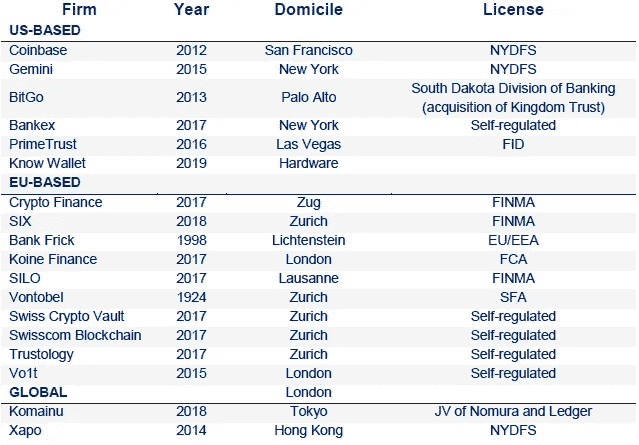 Firm Year Domicile License
US-BASED
Coinbase 2012 San Francisco NYDFS
Gemini 2015 New York NYDFS
BitGo 2013 Palo Alto South Dakota Division of Banking
(acquisition of Kingdom Trust)
Bankex 2017 New York Self-regulated
PrimeTrust 2016 Las Vegas FID
Know Wallet 2019 Hardware
EU-BASED
Crypto Finance 2017 Zug FINMA
SIX 2018 Zurich FINMA
Bank Frick 1998 Lichtenstein EU/EEA
Koine Finance 2017 London FCA
SILO 2017 Lausanne FINMA
Vontobel 1924 Zurich SFA
Swiss Crypto Vault 2017 Zurich Self-regulated
Swisscom Blockchain 2017 Zurich Self-regulated
Trustology 2017 Zurich Self-regulated
Vo1t 2015 London Self-regulated
GLOBAL London
Komainu 2018 Tokyo JV of Nomura and Ledger
Xapo 2014 Hong Kong NYDFS